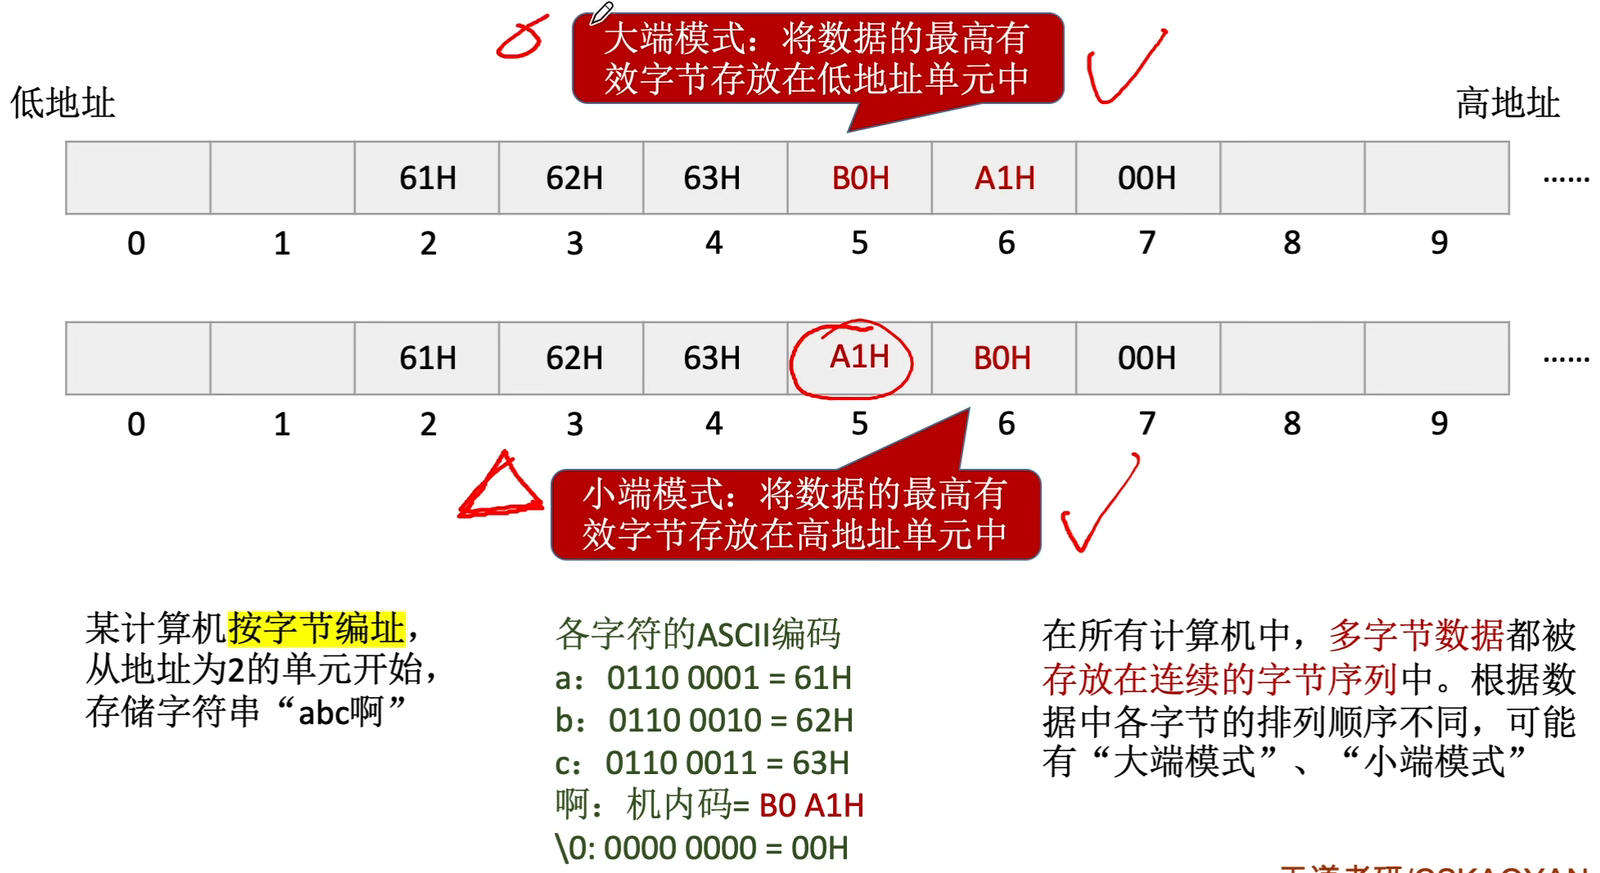 大端模式：将数据的最高有
效字节存放在低地址单元中
低地址
高地址
61H 62H 63H B0H A1H 00H ……
0 1 2 3 4 5 6 7 8 9
61H 62H 63H A1H B0H 00H ……
0 1 2 3 4 5 6 7 8 9
小端模式：将数据的最高有
效字节存放在高地址单元中
某计算机按字节编址，
从地址为2的单元开始，
存储字符串“abc啊”
各字符的ASCII编码
a：0110 0001 = 61H
b：0110 0010 = 62H
c：0110 0011 = 63H
啊：机内码= B0 A1H
\0: 0000 0000 = 00H
在所有计算机中，多字节数据都被
存放在连续的字节序列中。根据数
据中各字节的排列顺序不同，可能
有“大端模式”、“小端模式”
王道考研/CSKAOYAN